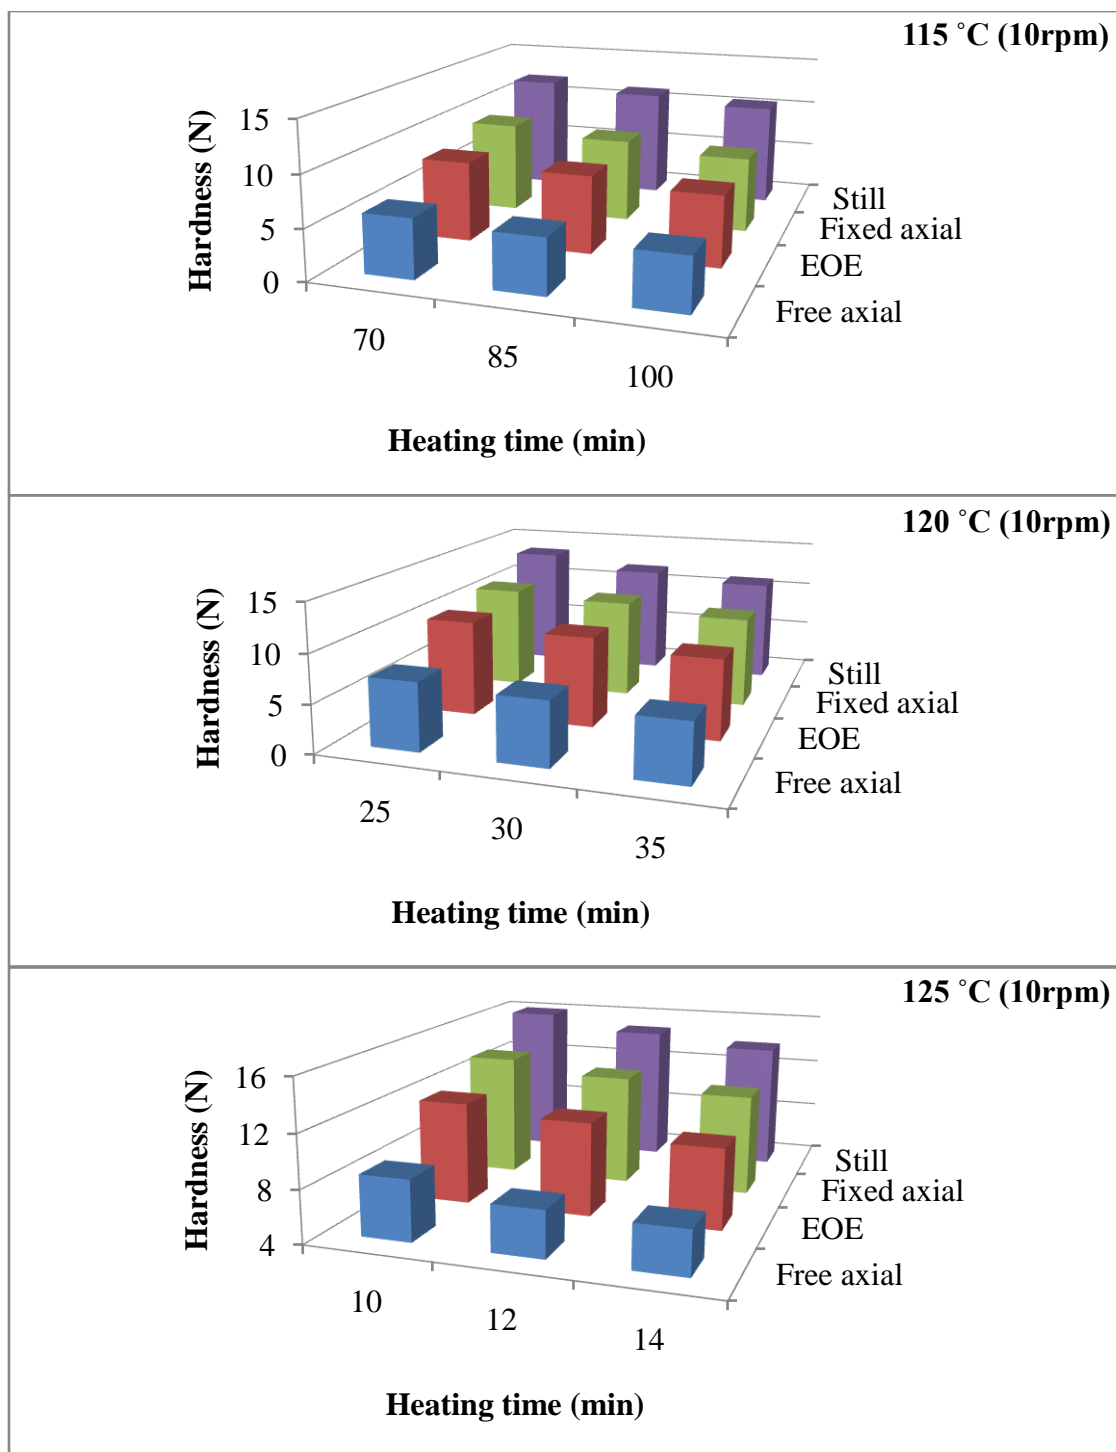 115 ˚C (10rpm)
Hardness (N)
15
10
5
0
70
85
100
Still
Fixed axial
EOE
Free axial
Heating time (min)
120 ˚C (10rpm)
Hardness (N)
15
10
5
0
25
30
35
Still
Fixed axial
EOE
Free axial
Heating time (min)
125 ˚C (10rpm)
Hardness (N)
16
12
8
4
10
12
14
Still
Fixed axial
EOE
Free axial
Heating time (min)